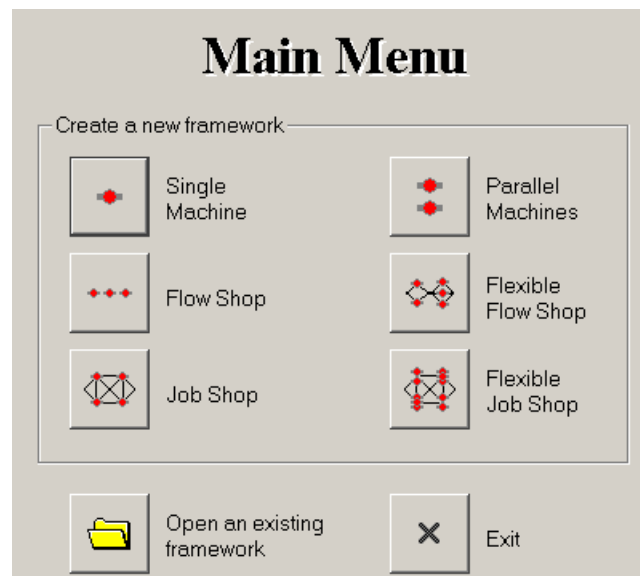 Main Menu
Create a new framework
Single
Machine
Parallel
Machines
Flow Shop
Flexible
Flow Shop
Job Shop
Flexible
Job Shop
Open an existing
framework
Exit